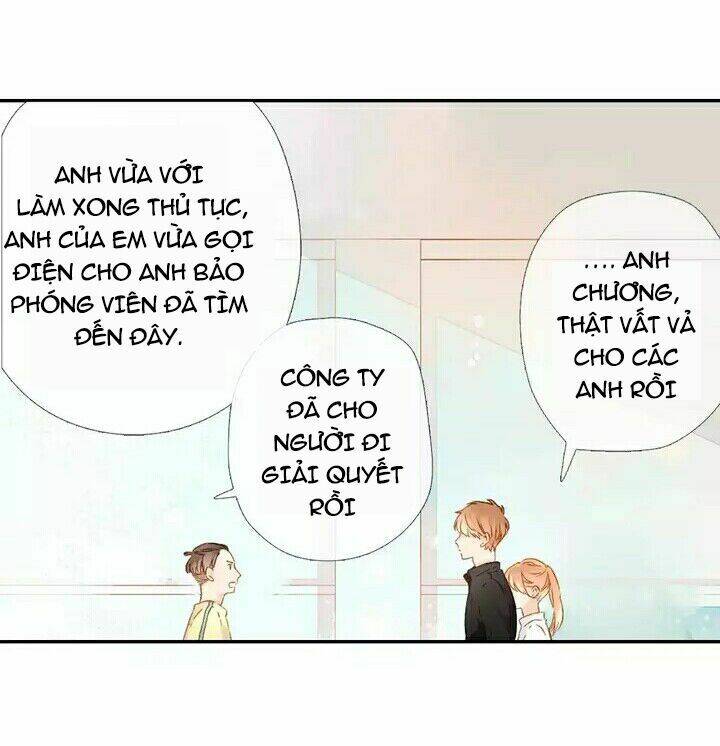 ANH VỪA VỚI
LÀM XONG THỦ TỤC,
ANH CỦA EM VỪA GỌI
ĐIỆN CHO ANH BẢO
PHÓNG VIÊN ĐÃ TÌM
ĐẾN ĐÂY.
CÔNG TY
ĐÃ CHO
NGƯỜI ĐI
GIẢI QUYẾT
RỒI
.... ANH
CHƯƠNG,
THẬT VẤT VẢ
CHO CÁC
ANH RỒI